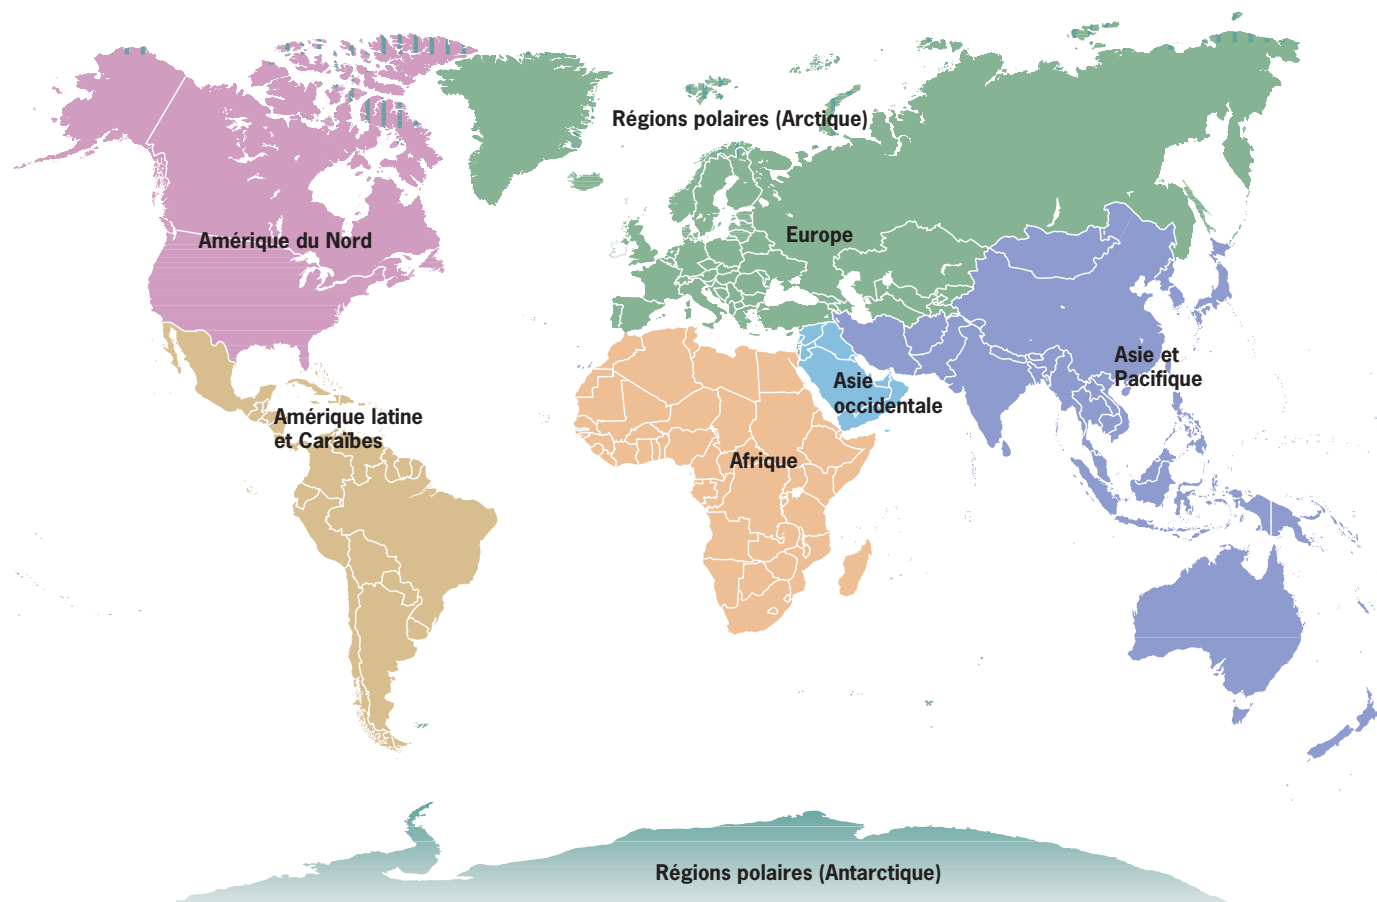 Régions polaires (Arctique)
Europe
Amérique du Nord
Asie et
Pacifique
Asie
occidentale
Amérique latine
et Caraïbes
Afrique
Régions polaires (Antarctique)